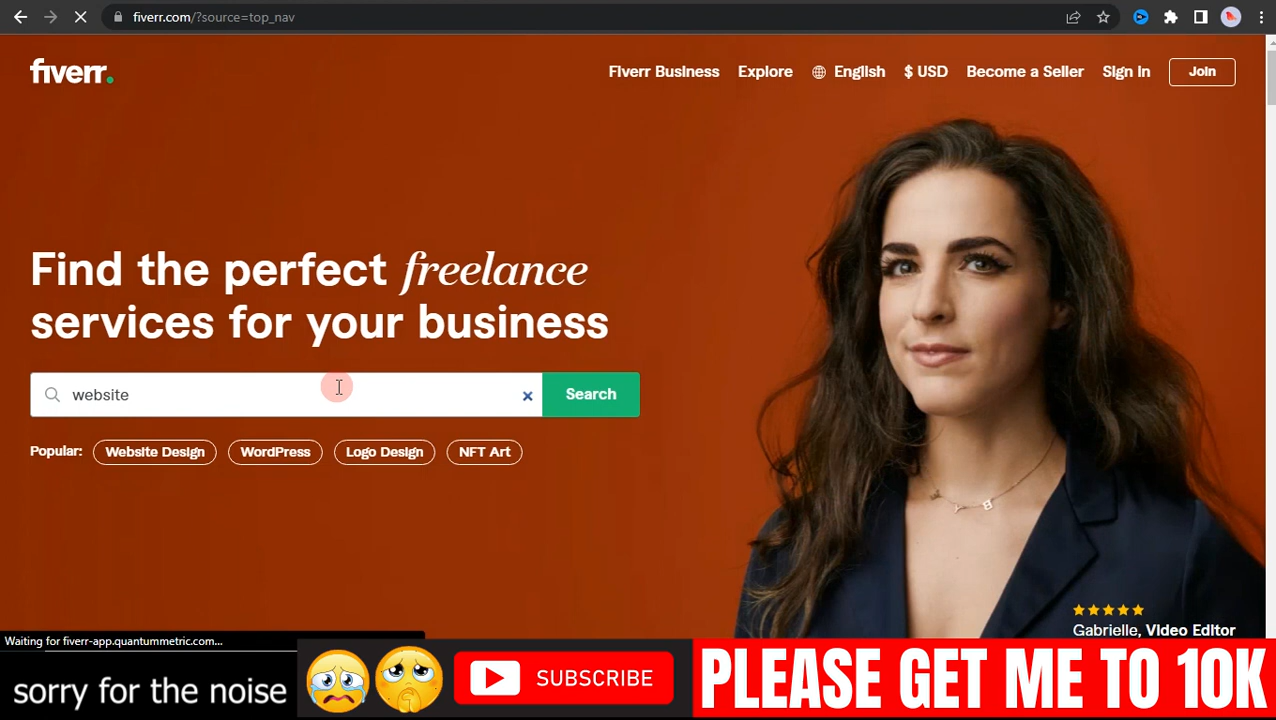 fiverr.com/?source=top_nav
fiverr.
Fiverr Business
Explore
English
$ USD
Become a Seller
Sign In
Join
Find the perfect freelance
services for your business
website
Search
Popular:
Website Design
WordPress
Logo Design
NFT Art
Gabrielle, Video Editor
Waiting for fiverr-app.quantummetric.com...
sorry for the noise
SUBSCRIBE
PLEASE GET ME TO 10K